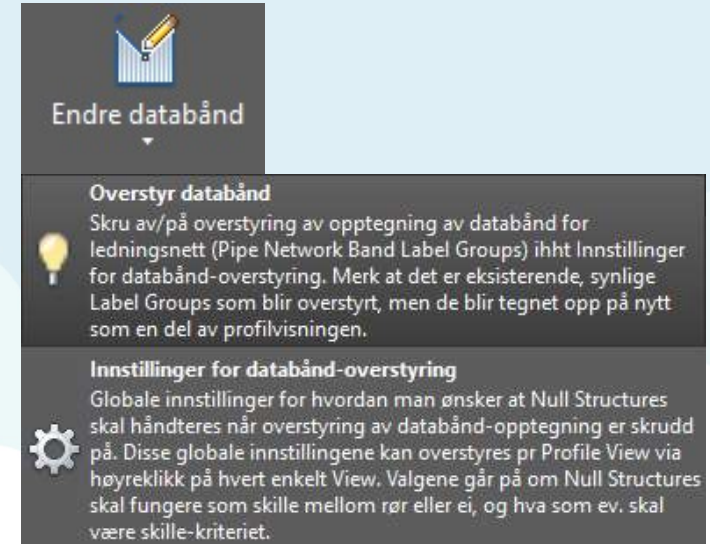 Endre databånd
Overstyr databånd
Skru av/på overstyring av opptegning av databånd for
ledningsnett (Pipe Network Band Label Groups) ihht Innstillinger
for databånd-overstyring. Merk at det er eksisterende, synlige
Label Groups som blir overstyrt, men de blir tegnet opp på nytt
som en del av profilvisningen.
Innstillinger for databånd-overstyring
Globale innstillinger for hvordan man ønsker at Null Structures
skal håndteres når overstyring av databånd-opptegning er skrudd
på. Disse globale innstillingene kan overstyres pr Profile View via
høyreklikk på hvert enkelt View. Valgene går på om Null Structures
skal fungere som skille mellom rør eller ei, og hva som ev. skal
være skille-kriteriet.